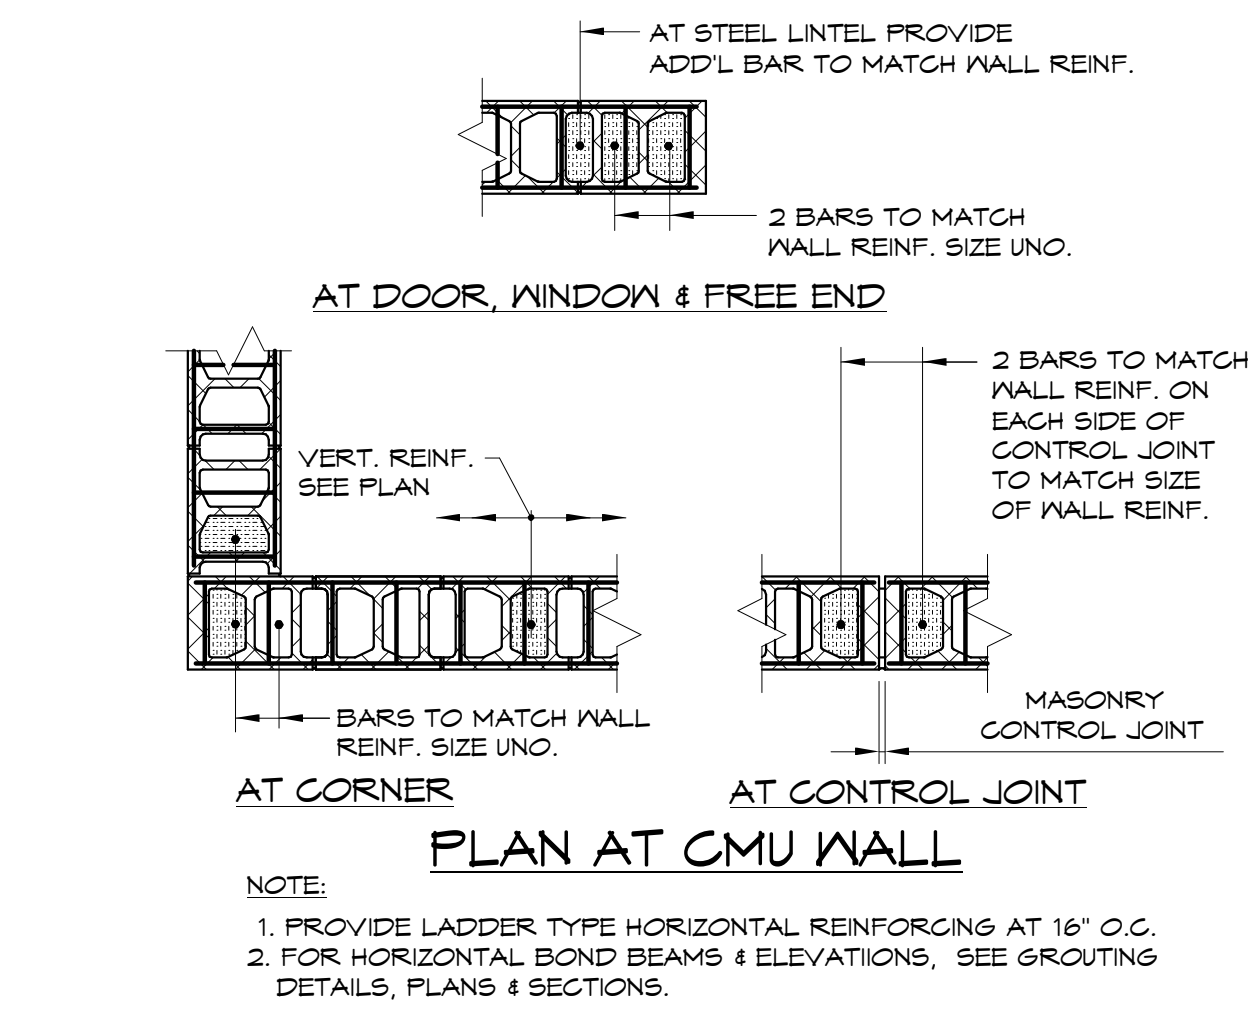 AT STEEL LINTEL PROVIDE
ADD'L BAR TO MATCH WALL REINF.
2 BARS TO MATCH
WALL REINF. SIZE UNO.
AT DOOR, WINDOW & FREE END
VERT. REINF.
SEE PLAN
BARS TO MATCH WALL
REINF. SIZE UNO.
AT CORNER
2 BARS TO MATCH
WALL REINF. ON
EACH SIDE OF
CONTROL JOINT
TO MATCH SIZE
OF WALL REINF.
MASONRY
CONTROL JOINT
AT CONTROL JOINT
PLAN AT CMU WALL
NOTE:
1. PROVIDE LADDER TYPE HORIZONTAL REINFORCING AT 16" O.C.
2. FOR HORIZONTAL BOND BEAMS & ELEVATIIONS, SEE GROUTING
DETAILS, PLANS & SECTIONS.